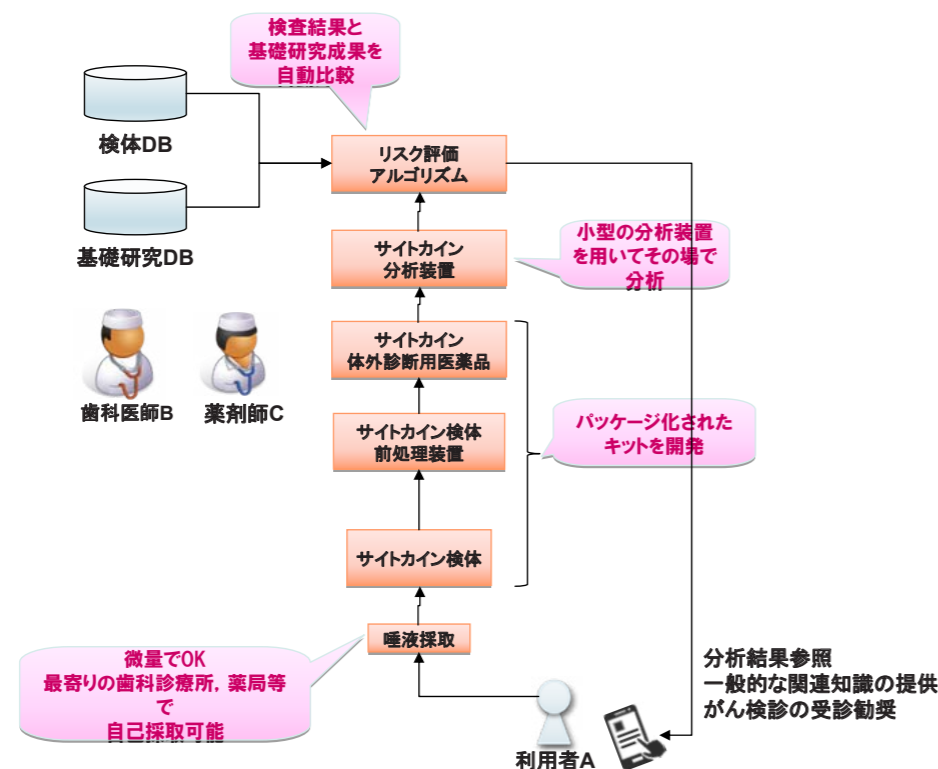 検査結果と
基礎研究成果を
自動比較
検体DB
リスク評価
アルゴリズム
基礎研究DB
サイトカイン
分析装置
小型の分析装置
を用いてその場で
分析
サイトカイン
体外診断用医薬品
歯科医師B
薬剤師C
サイトカイン検体
前処理装置
パッケージ化された
キットを開発
サイトカイン検体
唾液採取
微量でOK
最寄りの歯科診療所，薬局等
で
自己採取可能
分析結果参照
一般的な関連知識の提供
がん検診の受診勧奨
利用者A